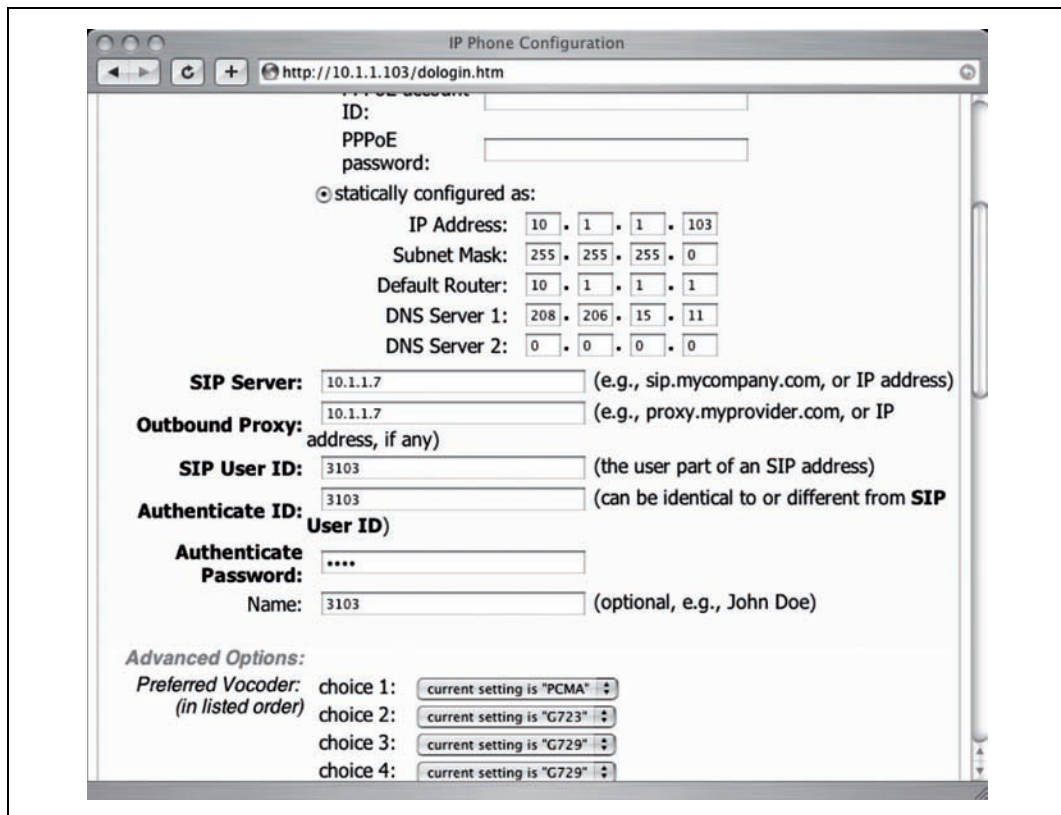 IP Phone Configuration
http://10.1.1.103/dologin.htm
ID:
PPPoE
password:
statically configured as:
IP Address: 10 . 1 . 1 . 103
Subnet Mask: 255 . 255 . 255 . 0
Default Router: 10 . 1 . 1 . 1
DNS Server 1: 208 . 206 . 15 . 11
DNS Server 2: 0 . 0 . 0 . 0
SIP Server: 10.1.1.7 (e.g., sip.mycompany.com, or IP address)
Outbound Proxy: 10.1.1.7 (e.g., proxy.myprovider.com, or IP
address, if any)
SIP User ID: 3103 (the user part of an SIP address)
Authenticate ID: 3103 (can be identical to or different from SIP
User ID)
Authenticate
Password: ••••
Name: 3103 (optional, e.g., John Doe)
Advanced Options:
Preferred Vocoder: choice 1: current setting is "PCMA"
(in listed order) choice 2: current setting is "G723"
choice 3: current setting is "G729"
choice 4: current setting is "G729"